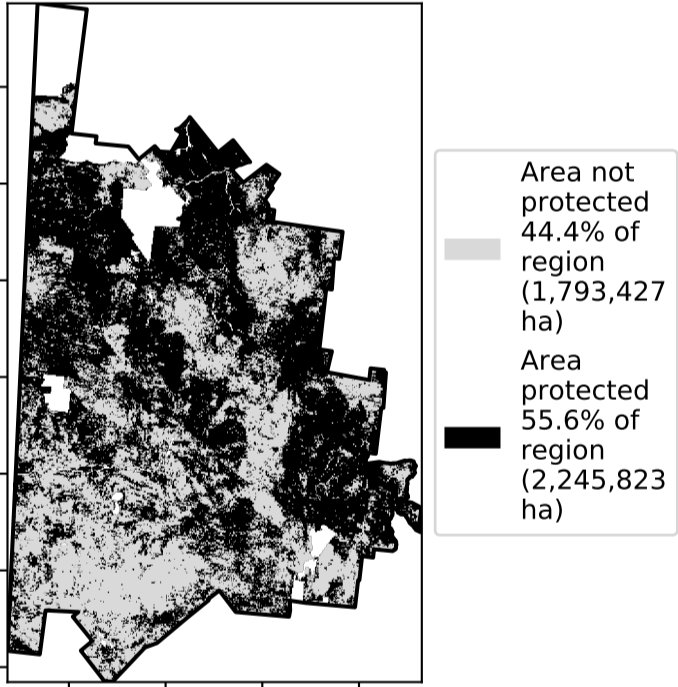 Area not
protected
44.4% of
region
(1,793,427
ha)
Area
protected
55.6% of
region
(2,245,823
ha)